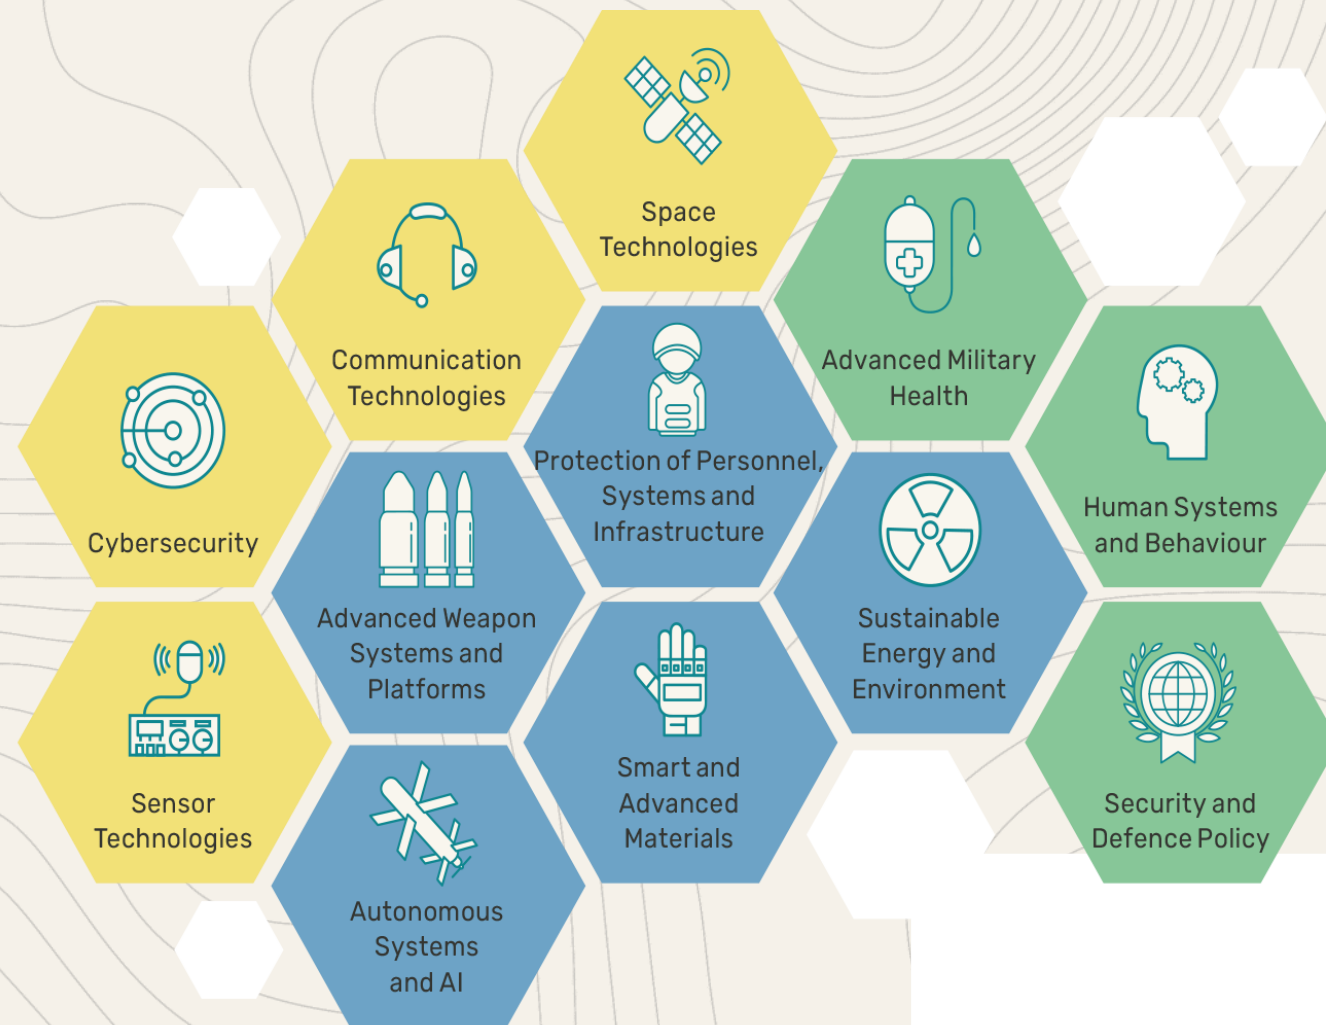 Space
Technologies
Communication
Technologies
Advanced Military
Health
Cybersecurity
Protection of Personnel,
Systems and
Infrastructure
Human Systems
and Behaviour
Advanced Weapon
Systems and
Platforms
Sustainable
Energy and
Environment
Sensor
Technologies
Smart and
Advanced
Materials
Security and
Defence Policy
Autonomous
Systems
and AI